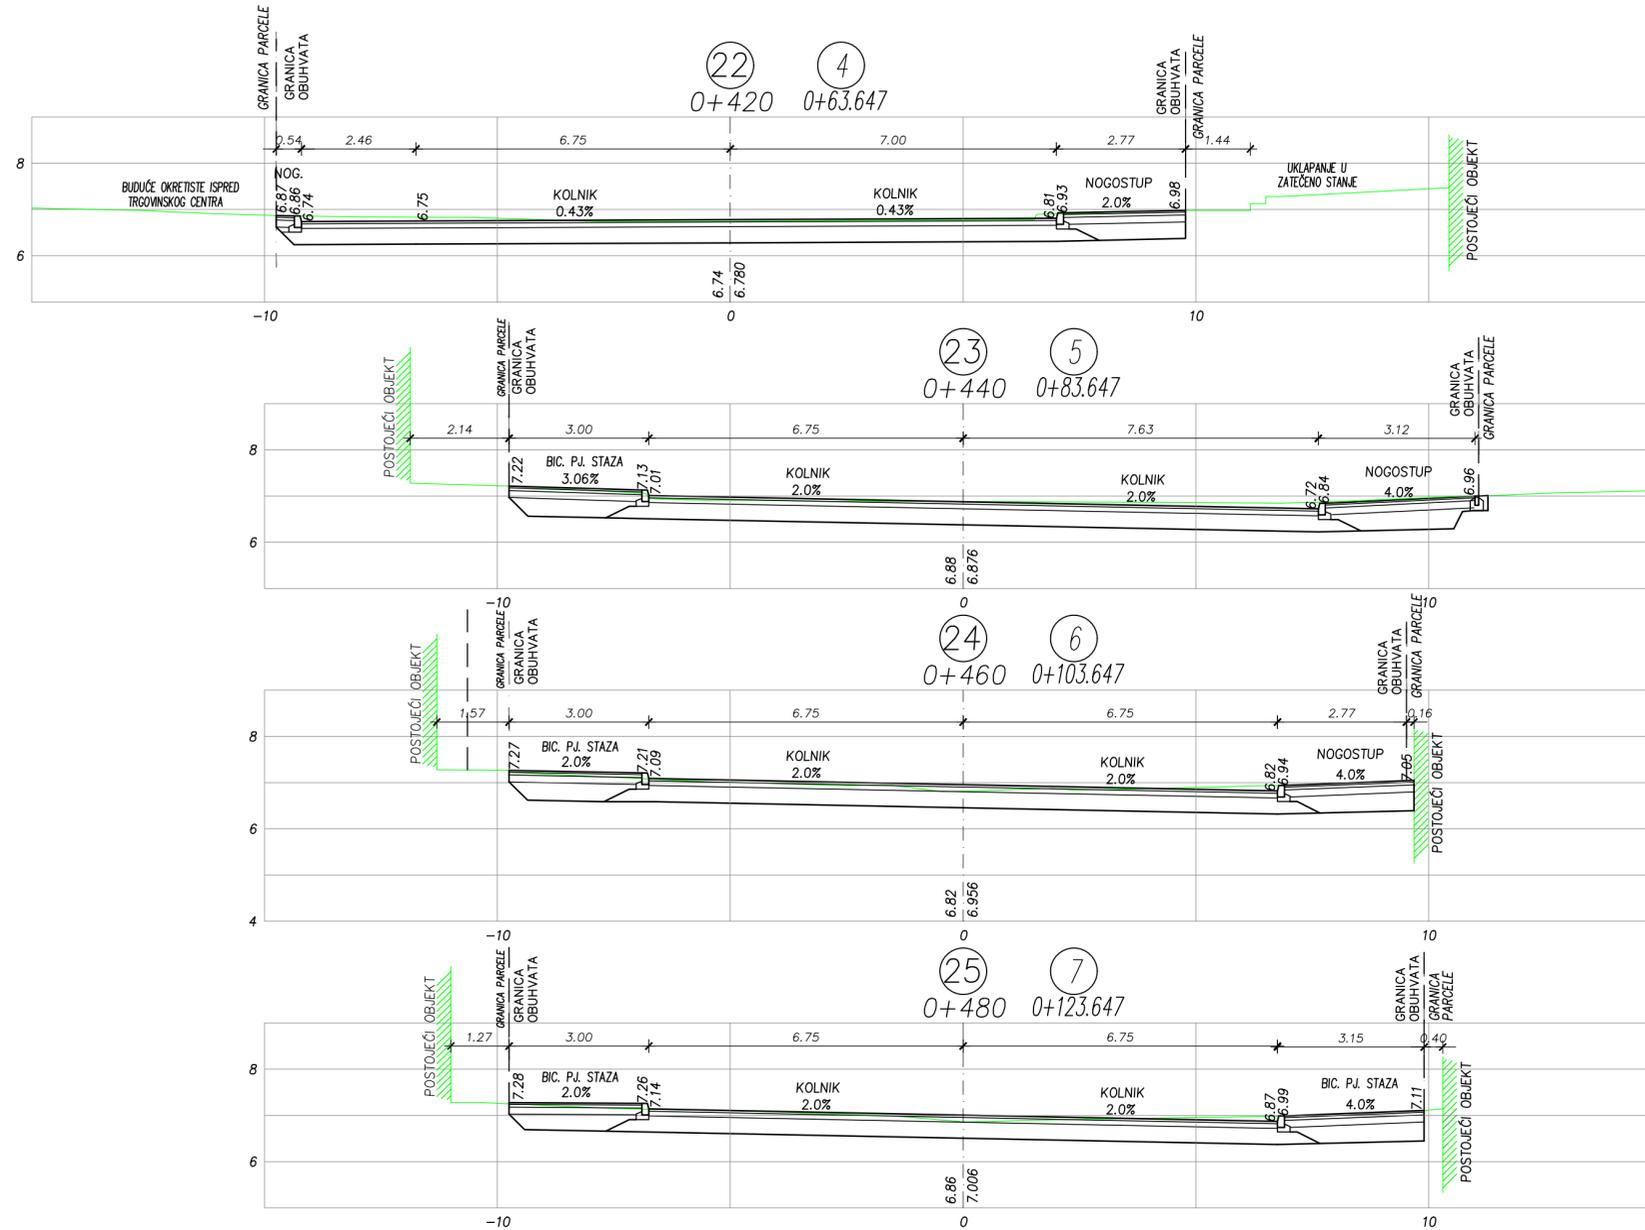 GRANICA PARCELE
GRANICA
OBUHVATA
22
4
0+420
0+63.647
GRANICA
OBUHVATA
GRANICA PARCELE
0.54
2.46
6.75
7.00
2.77
1.44
8
BUDUĆE OKRETISTE ISPRED
TRGOVINSKOG CENTRA
NOG.
6.87
6.86
6.74
6.75
KOLNIK
0.43%
KOLNIK
0.43%
6.81
6.93
NOGOSTUP
2.0%
6.98
UKLAPANJE U
ZATEČENO STANJE
POSTOJEĆI OBJEKT
6
6.74
6.780
-10
0
10
POSTOJEĆI OBJEKT
GRANICA PARCELE
GRANICA
OBUHVATA
23
5
0+440
0+83.647
GRANICA
OBUHVATA
GRANICA PARCELE
2.14
3.00
6.75
7.63
3.12
8
7.22
BIC. PJ. STAZA
3.06%
7.13
7.01
KOLNIK
2.0%
KOLNIK
2.0%
6.72
6.84
NOGOSTUP
4.0%
6.96
6
6.88
6.876
-10
0
10
POSTOJEĆI OBJEKT
GRANICA PARCELE
GRANICA
OBUHVATA
24
6
0+460
0+103.647
GRANICA
OBUHVATA
GRANICA PARCELE
1.57
3.00
6.75
6.75
2.77
0.16
8
7.27
BIC. PJ. STAZA
2.0%
7.21
7.09
KOLNIK
2.0%
KOLNIK
2.0%
6.82
6.94
NOGOSTUP
4.0%
7.05
POSTOJEĆI OBJEKT
6
6.82
6.956
4
-10
0
10
POSTOJEĆI OBJEKT
GRANICA PARCELE
GRANICA
OBUHVATA
25
7
0+480
0+123.647
GRANICA
OBUHVATA
GRANICA
PARCELE
1.27
3.00
6.75
6.75
3.15
0.40
8
7.28
BIC. PJ. STAZA
2.0%
7.26
7.14
KOLNIK
2.0%
KOLNIK
2.0%
6.87
6.99
BIC. PJ. STAZA
4.0%
7.11
POSTOJEĆI OBJEKT
6
6.86
7.006
-10
0
10